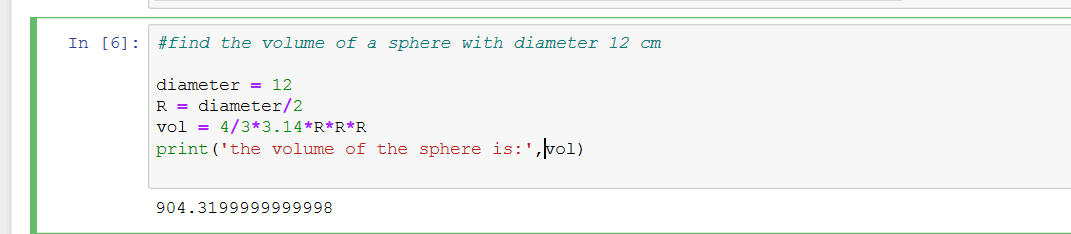 In [6]: #find the volume of a sphere with diameter 12 cm
diameter = 12
R = diameter/2
vol = 4/3*3.14*R*R*R
print('the volume of the sphere is:',vol)
904.3199999999998